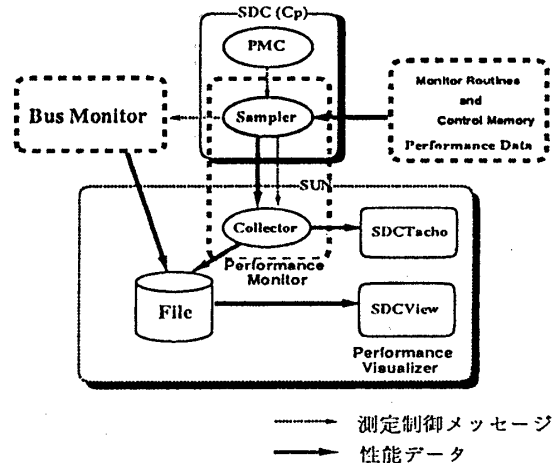 SDC (Cp)
PMC
Sampler
Bus Monitor
Monitor Routines
and
Control Memory
Performance Data
SUN
Collector
SDCTacho
Performance
Monitor
File
SDCView
Performance
Visualizer
測定制御メッセージ
性能データ